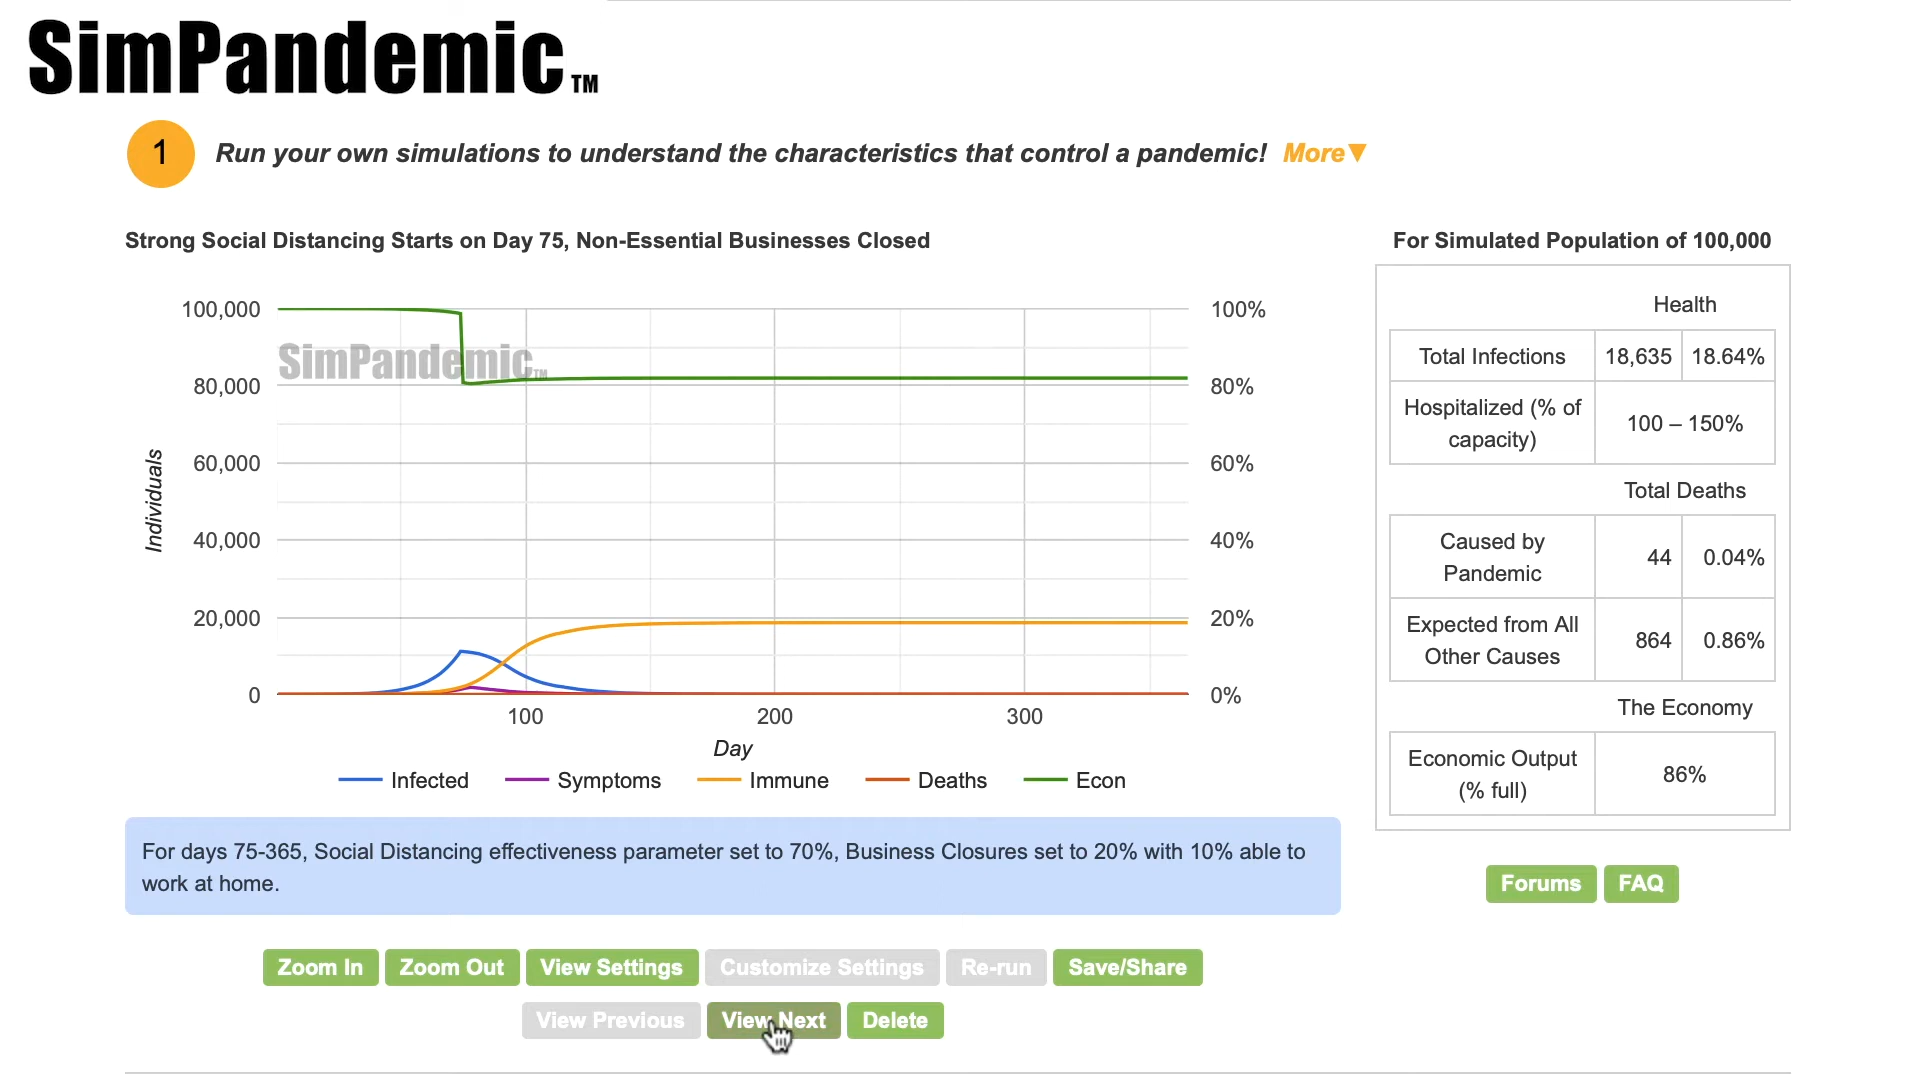 SimPandemic™
1
Run your own simulations to understand the characteristics that control a pandemic! More▼
Strong Social Distancing Starts on Day 75, Non-Essential Businesses Closed
100,000
80,000
60,000
40,000
20,000
0
Individuals
SimPandemic™
100%
80%
60%
40%
20%
0%
100 200 300
Day
Infected Symptoms Immune Deaths Econ
For days 75-365, Social Distancing effectiveness parameter set to 70%, Business Closures set to 20% with 10% able to
work at home.
Zoom In Zoom Out View Settings Customize Settings Re-run Save/Share
View Previous View Next Delete
For Simulated Population of 100,000
Health
Total Infections 18,635 18.64%
Hospitalized (% of
capacity) 100 – 150%
Total Deaths
Caused by
Pandemic 44 0.04%
Expected from All
Other Causes 864 0.86%
The Economy
Economic Output
(% full) 86%
Forums FAQ